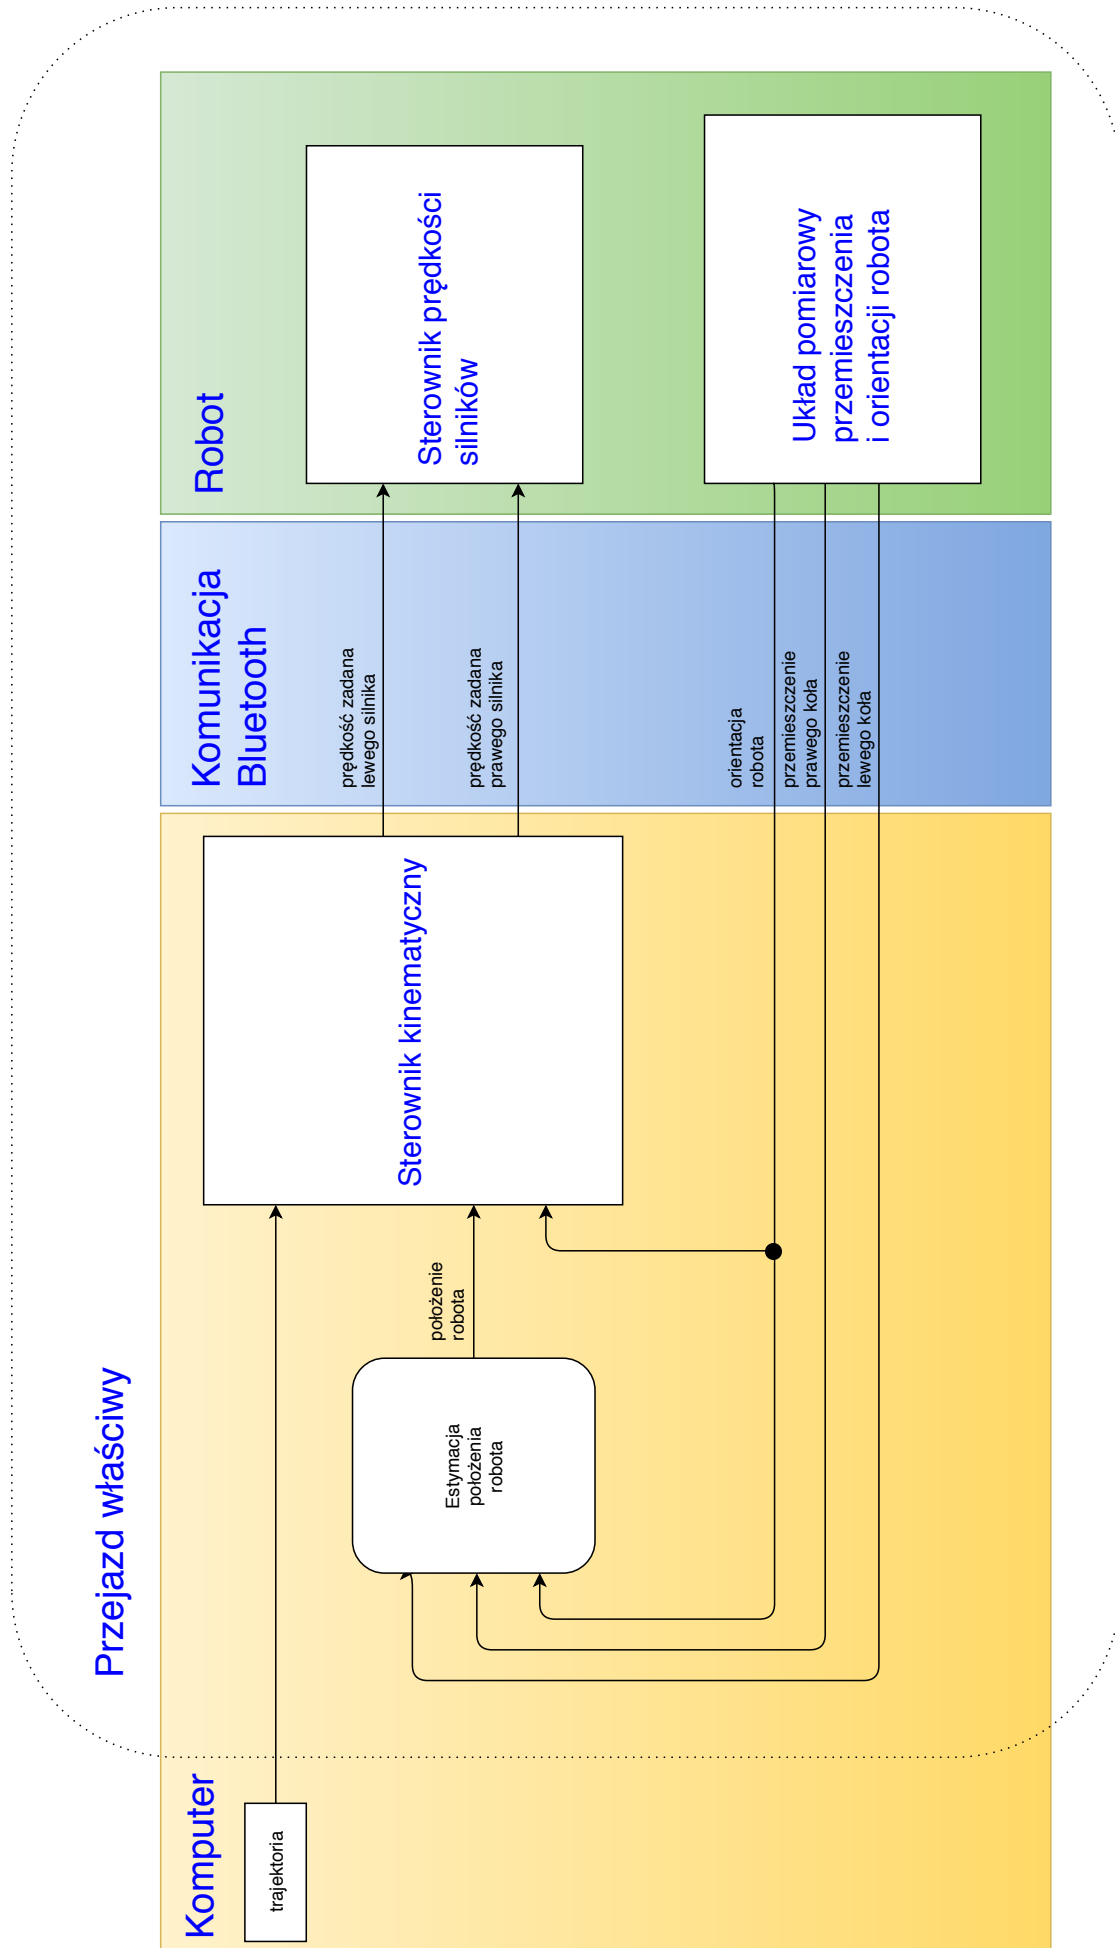 Przejazd właściwy
Komputer
trajektoria
Estymacja
położenia
robota
położenie
robota
Sterownik kinematyczny
Komunikacja
Bluetooth
prędkość zadana
lewego silnika
prędkość zadana
prawego silnika
orientacja
robota
przemieszczenie
prawego koła
przemieszczenie
lewego koła
Robot
Sterownik prędkości
silników
Układ pomiarowy
przemieszczenia
i orientacji robota